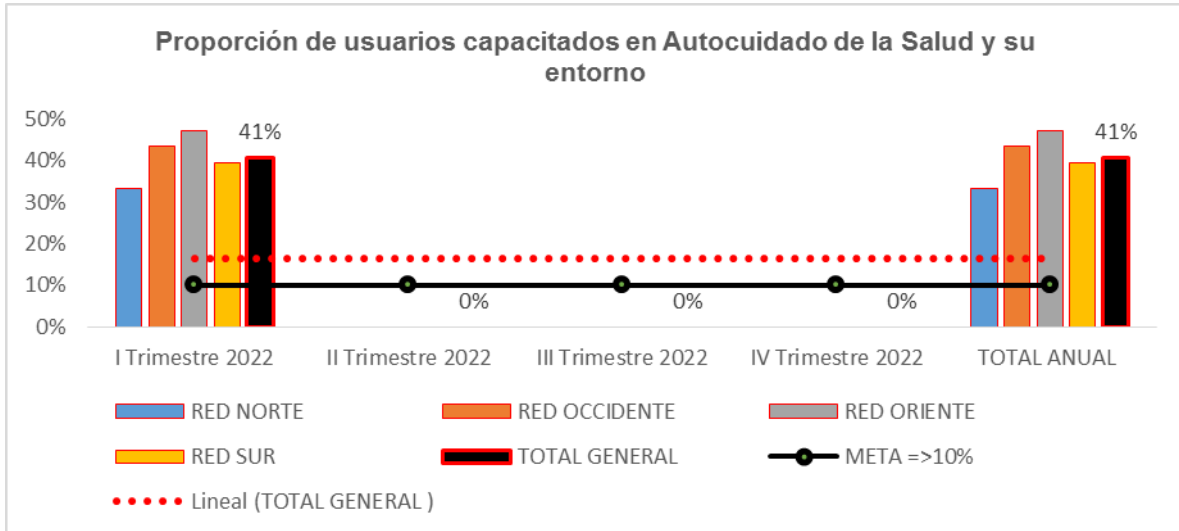 Proporción de usuarios capacitados en Autocuidado de la Salud y su
entorno
50%
40%
30%
20%
10%
0%
41%
0%
0%
0%
41%
I Trimestre 2022
II Trimestre 2022
III Trimestre 2022
IV Trimestre 2022
TOTAL ANUAL
RED NORTE
RED OCCIDENTE
RED ORIENTE
RED SUR
TOTAL GENERAL
META =>10%
Lineal (TOTAL GENERAL )